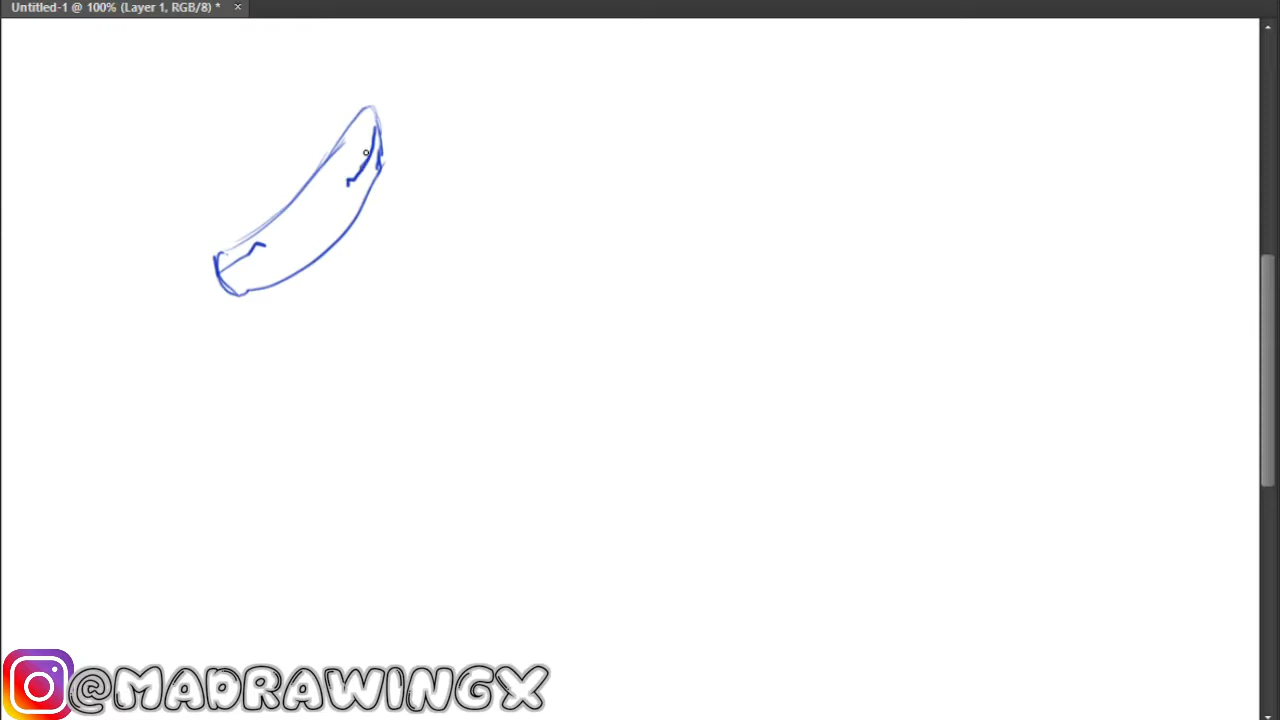 Untitled-1 @ 100% (Layer 1, RGB/8) *
@MADRAWINGX